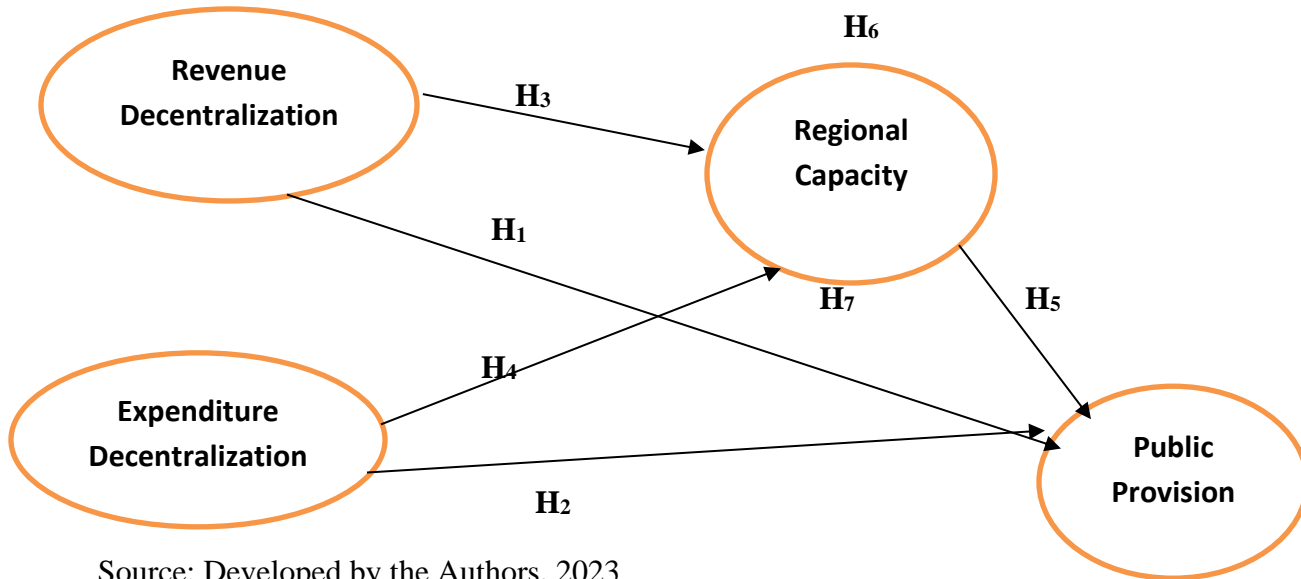 H₆
Revenue
Decentralization
H₃
Regional
Capacity
H₁
H₇
H₅
H₄
Expenditure
Decentralization
Public
Provision
H₂
Source: Developed by the Authors, 2023